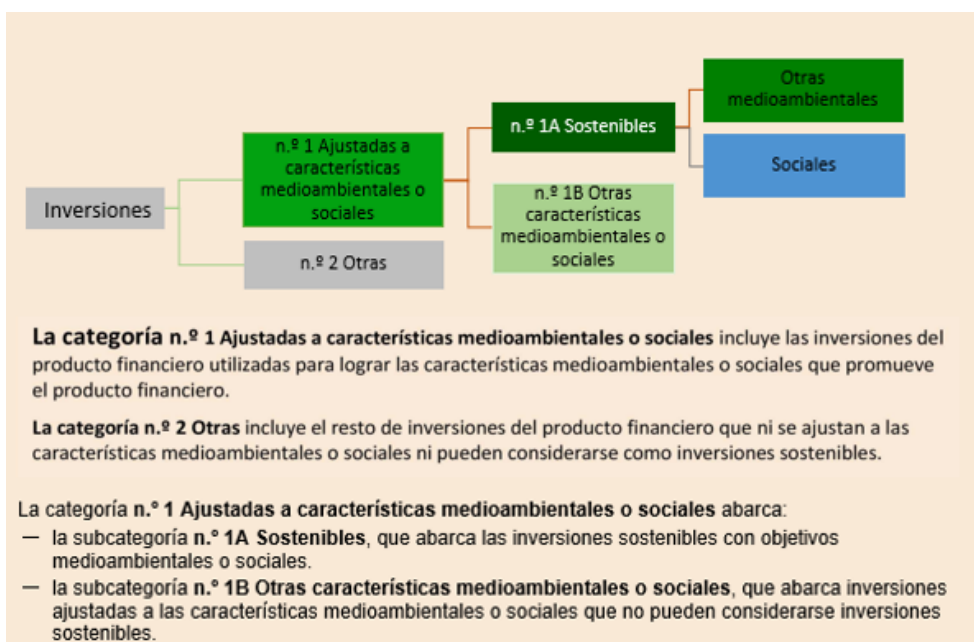 Otras
medioambientales
n.º 1A Sostenibles
n.º 1 Ajustadas a
características
medioambientales o
sociales
Sociales
Inversiones
n.º 1B Otras
características
medioambientales o
sociales
n.º 2 Otras
La categoría n.º 1 Ajustadas a características medioambientales o sociales incluye las inversiones del
producto financiero utilizadas para lograr las características medioambientales o sociales que promueve
el producto financiero.
La categoría n.º 2 Otras incluye el resto de inversiones del producto financiero que ni se ajustan a las
características medioambientales o sociales ni pueden considerarse como inversiones sostenibles.
La categoría n.º 1 Ajustadas a características medioambientales o sociales abarca:
— la subcategoría n.º 1A Sostenibles, que abarca las inversiones sostenibles con objetivos
medioambientales o sociales.
— la subcategoría n.º 1B Otras características medioambientales o sociales, que abarca inversiones
ajustadas a las características medioambientales o sociales que no pueden considerarse inversiones
sostenibles.